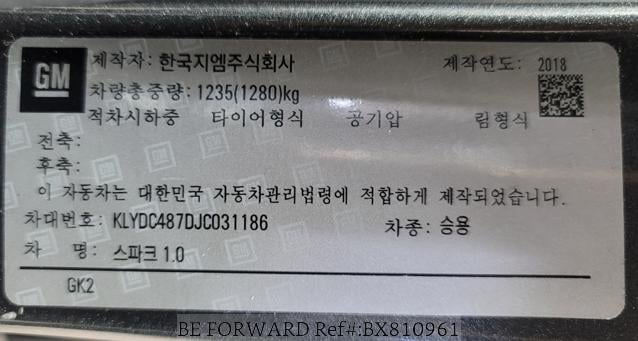 GM 제작자: 한국지엠주식회사 제작연도: 2018
차량총중량: 1235(1280)kg
적차시하중 타이어형식 공기압 림형식
전축:
후축:
이 자동차는 대한민국 자동차관리법령에 적합하게 제작되었습니다.
차대번호: KLYDC487DJC031186 차종: 승용
차 명: 스파크 1.0
GK2
BE FORWARD Ref#:BX810961